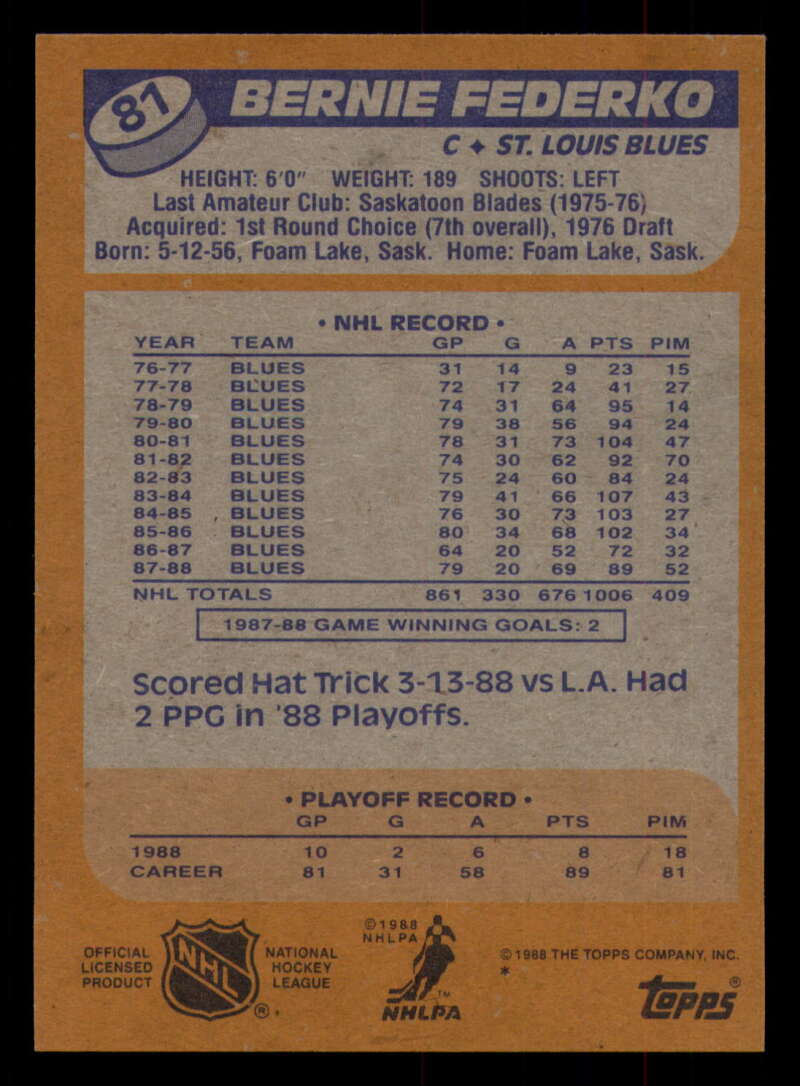 81
BERNIE FEDERKO
C ♦ ST. LOUIS BLUES
HEIGHT: 6'0" WEIGHT: 189 SHOOTS: LEFT
Last Amateur Club: Saskatoon Blades (1975-76)
Acquired: 1st Round Choice (7th overall), 1976 Draft
Born: 5-12-56, Foam Lake, Sask. Home: Foam Lake, Sask.
• NHL RECORD •
YEAR TEAM GP G A PTS PIM
76-77 BLUES 31 14 9 23 15
77-78 BLUES 72 17 24 41 27
78-79 BLUES 74 31 64 95 14
79-80 BLUES 79 38 56 94 24
80-81 BLUES 78 31 73 104 47
81-82 BLUES 74 30 62 92 70
82-83 BLUES 75 24 60 84 24
83-84 BLUES 79 41 66 107 43
84-85 BLUES 76 30 73 103 27
85-86 BLUES 80 34 68 102 34
86-87 BLUES 64 20 52 72 32
87-88 BLUES 79 20 69 89 52
NHL TOTALS 861 330 676 1006 409
1987-88 GAME WINNING GOALS: 2
Scored Hat Trick 3-13-88 vs L.A. Had
2 PPG in '88 Playoffs.
• PLAYOFF RECORD •
GP G A PTS PIM
1988 10 2 6 8 18
CAREER 81 31 58 89 81
OFFICIAL
LICENSED
PRODUCT
NHL
®.
NATIONAL
HOCKEY
LEAGUE
©1988
NHLPA
™
NHLPA
©1988 THE TOPPS COMPANY, INC.
*
topps®